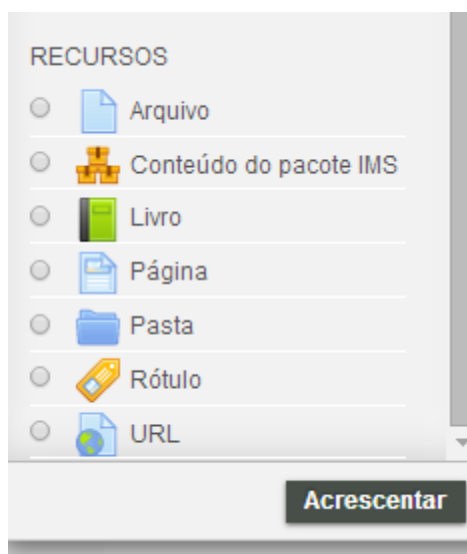 RECURSOS
Arquivo
Conteúdo do pacote IMS
Livro
Página
Pasta
Rótulo
URL
Acrescentar